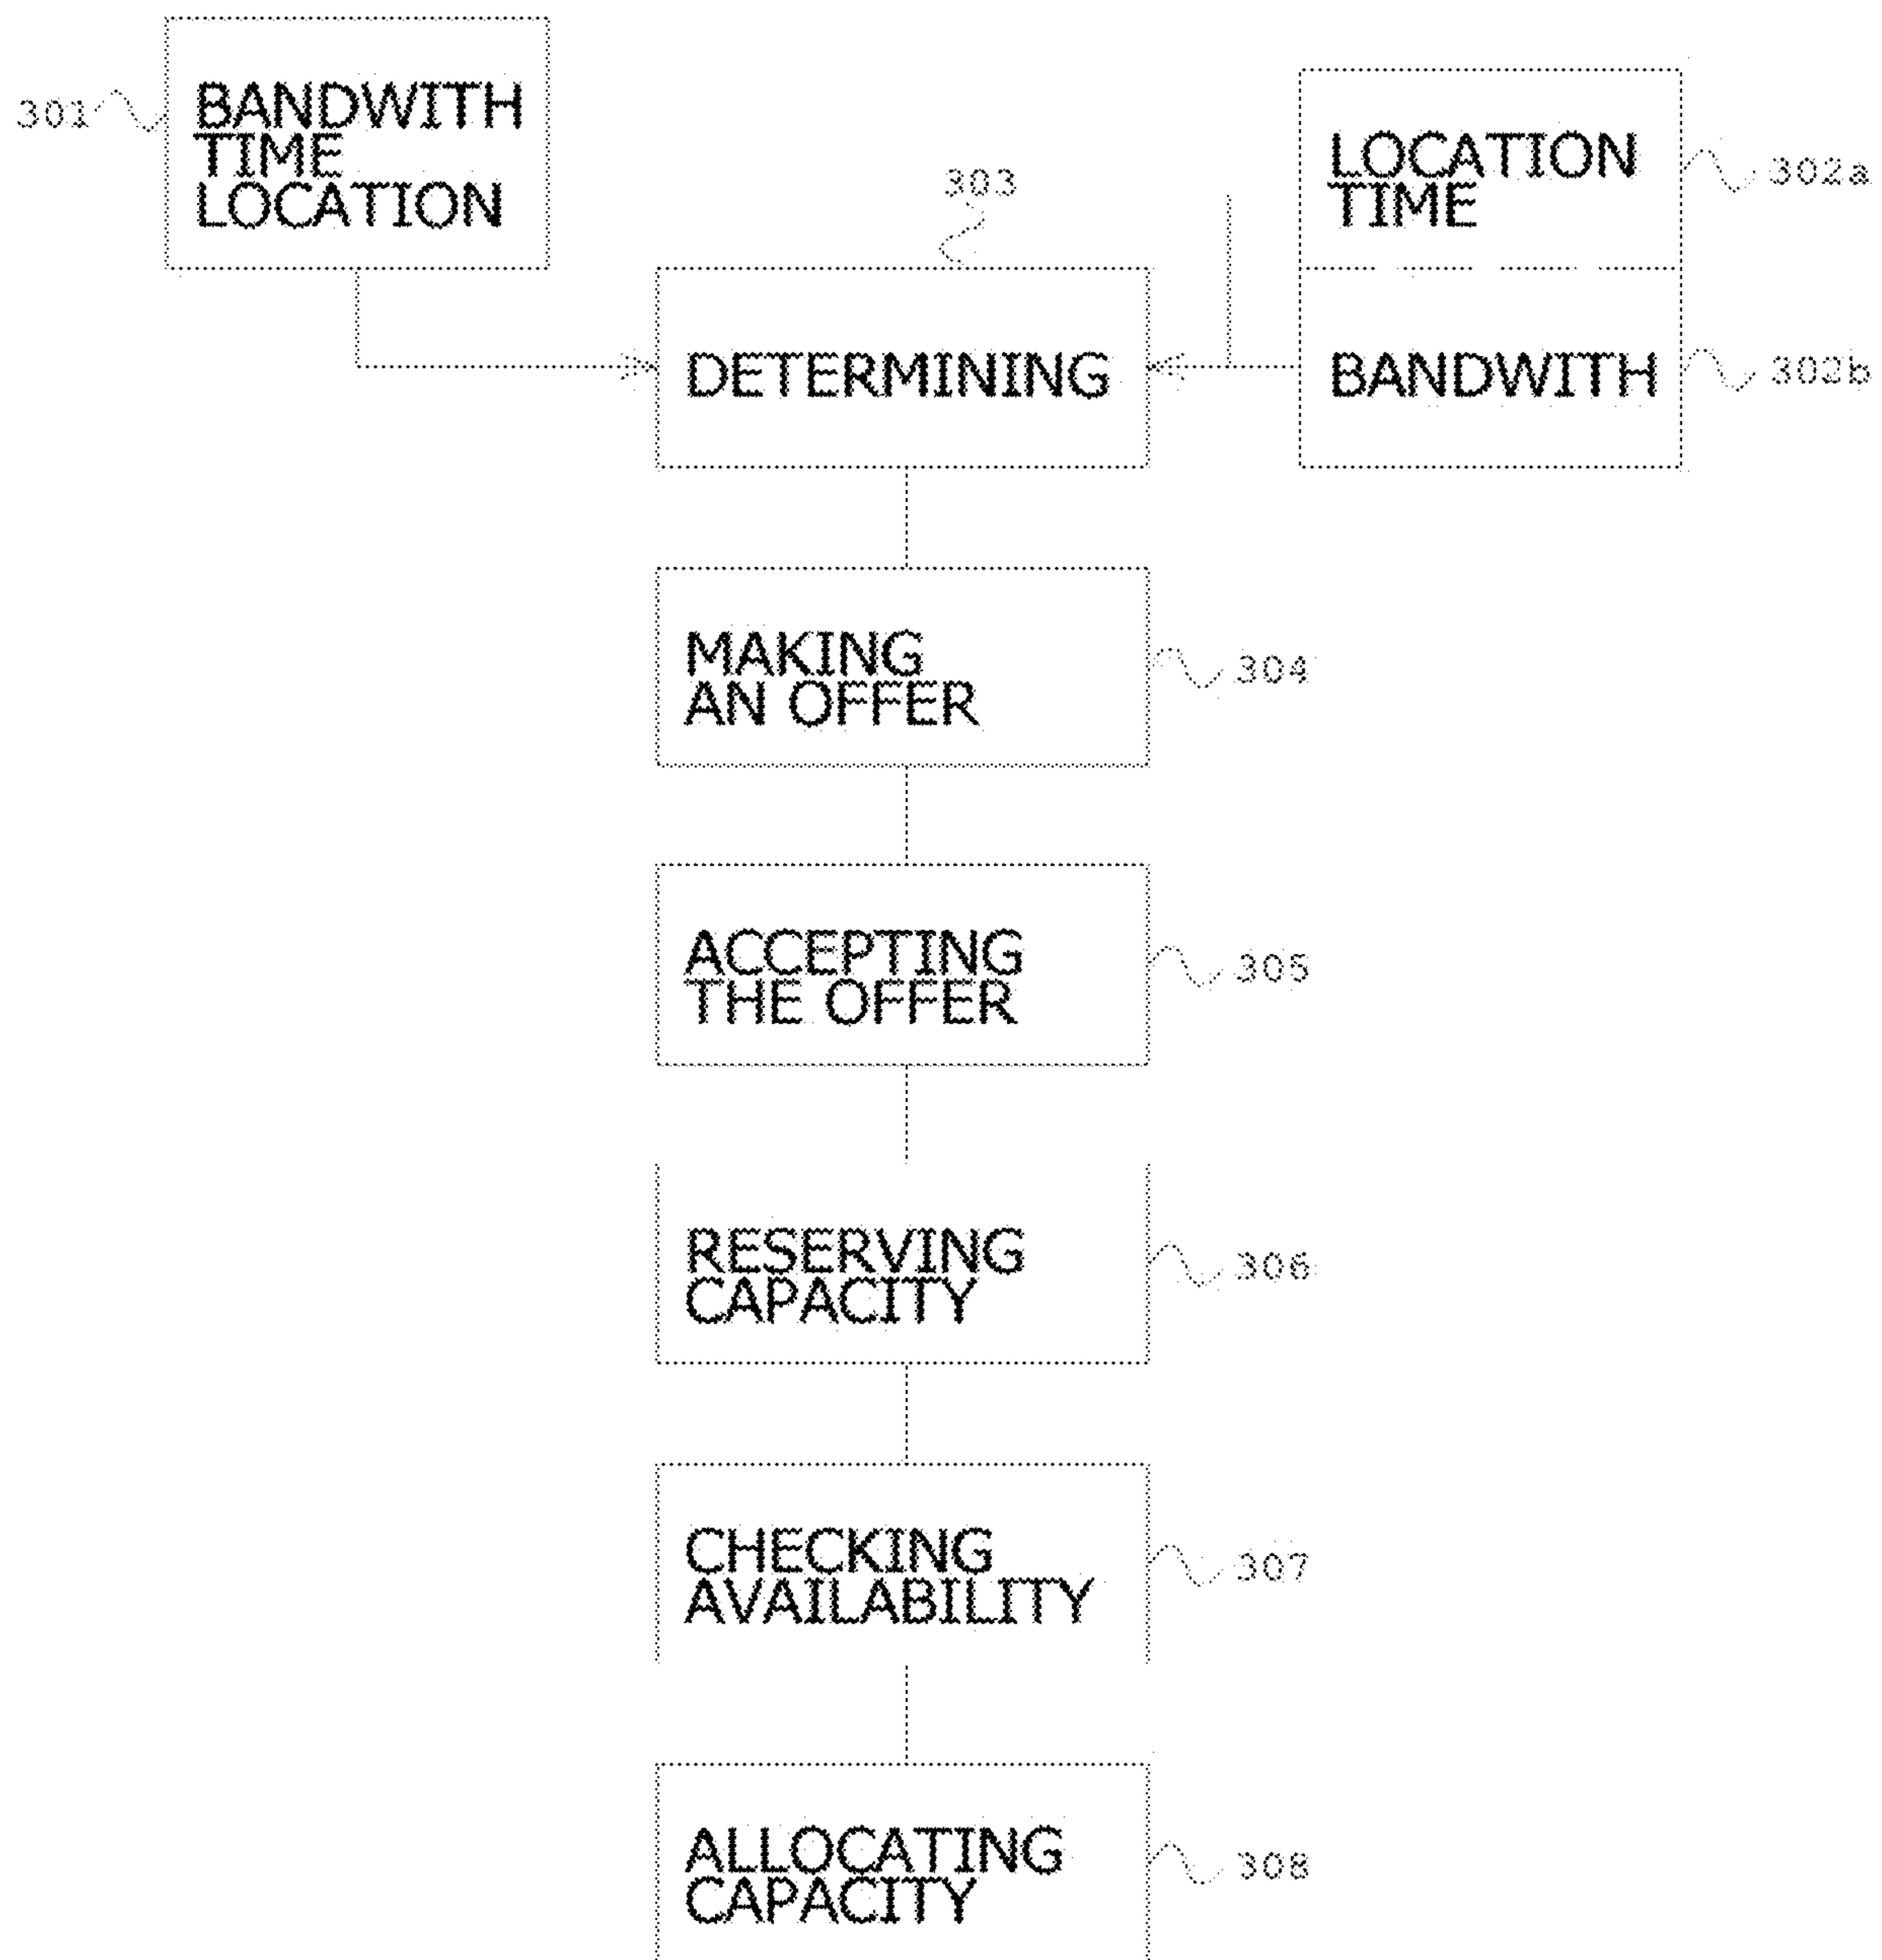 301
BANDWITH
TIME
LOCATION
303
LOCATION
TIME
302a
DETERMINING
BANDWITH
302b
MAKING
AN OFFER
304
ACCEPTING
THE OFFER
305
RESERVING
CAPACITY
306
CHECKING
AVAILABILITY
307
ALLOCATING
CAPACITY
308